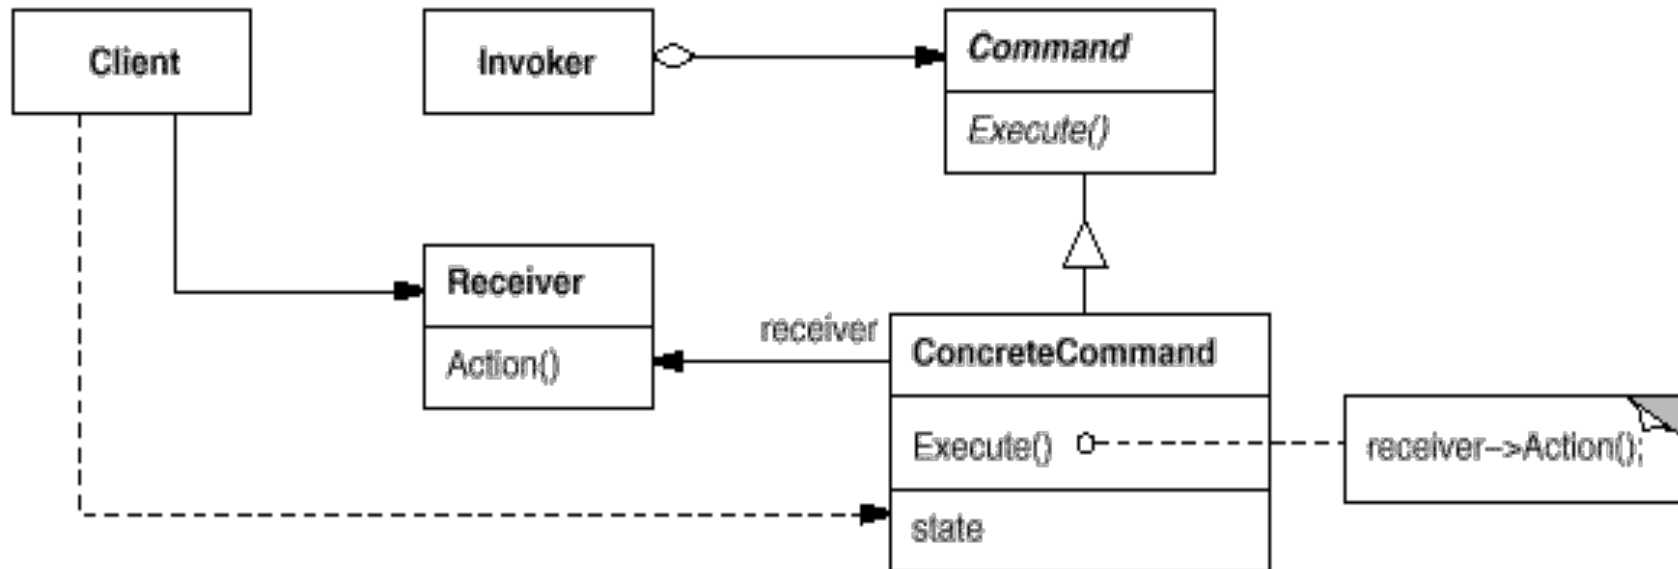 Client
Invoker
Command
Execute()
Receiver
Action()
receiver
ConcreteCommand
Execute()
state
receiver–>Action();